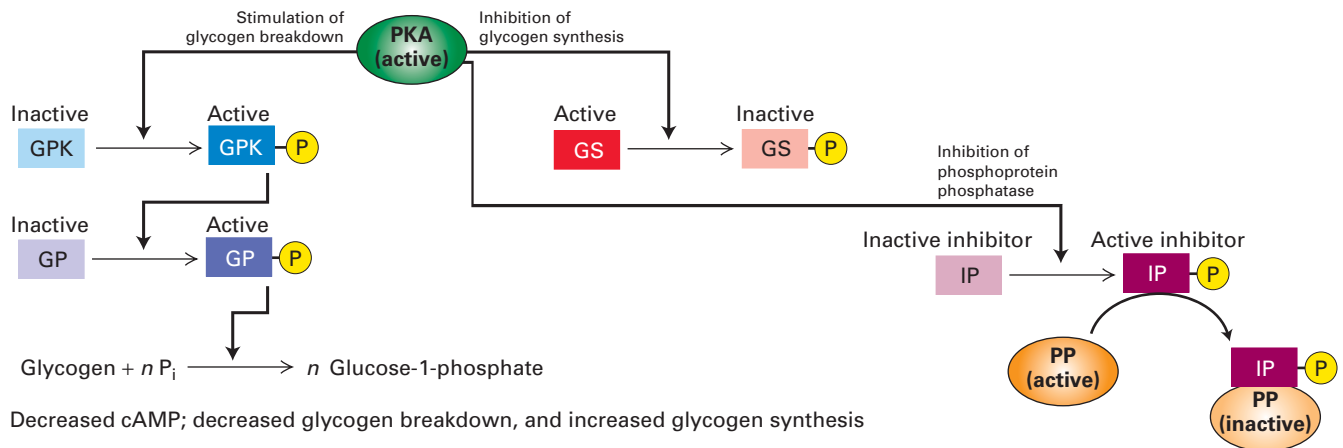 Stimulation of
glycogen breakdown
PKA
(active)
Inhibition of
glycogen synthesis
Inactive
GPK
Active
GPK
P
Active
GS
Inactive
GS
P
Inhibition of
phosphoprotein
phosphatase
Inactive
GP
Active
GP
P
Inactive inhibitor
IP
Active inhibitor
IP
P
Glycogen + n Pi
n Glucose-1-phosphate
PP
(active)
IP
P
PP
(inactive)
Decreased cAMP; decreased glycogen breakdown, and increased glycogen synthesis